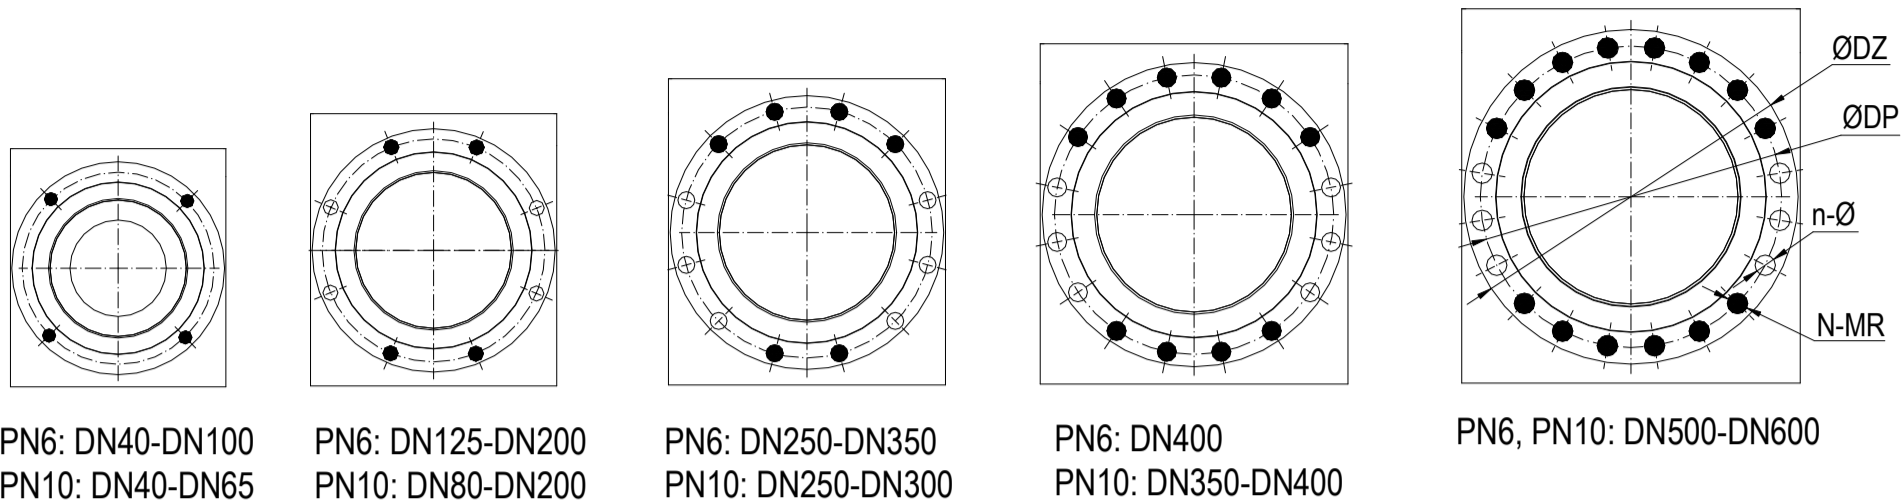 ØDZ
ØDP
n-Ø
N-MR
PN6: DN40-DN100
PN10: DN40-DN65
PN6: DN125-DN200
PN10: DN80-DN200
PN6: DN250-DN350
PN10: DN250-DN300
PN6: DN400
PN10: DN350-DN400
PN6, PN10: DN500-DN600